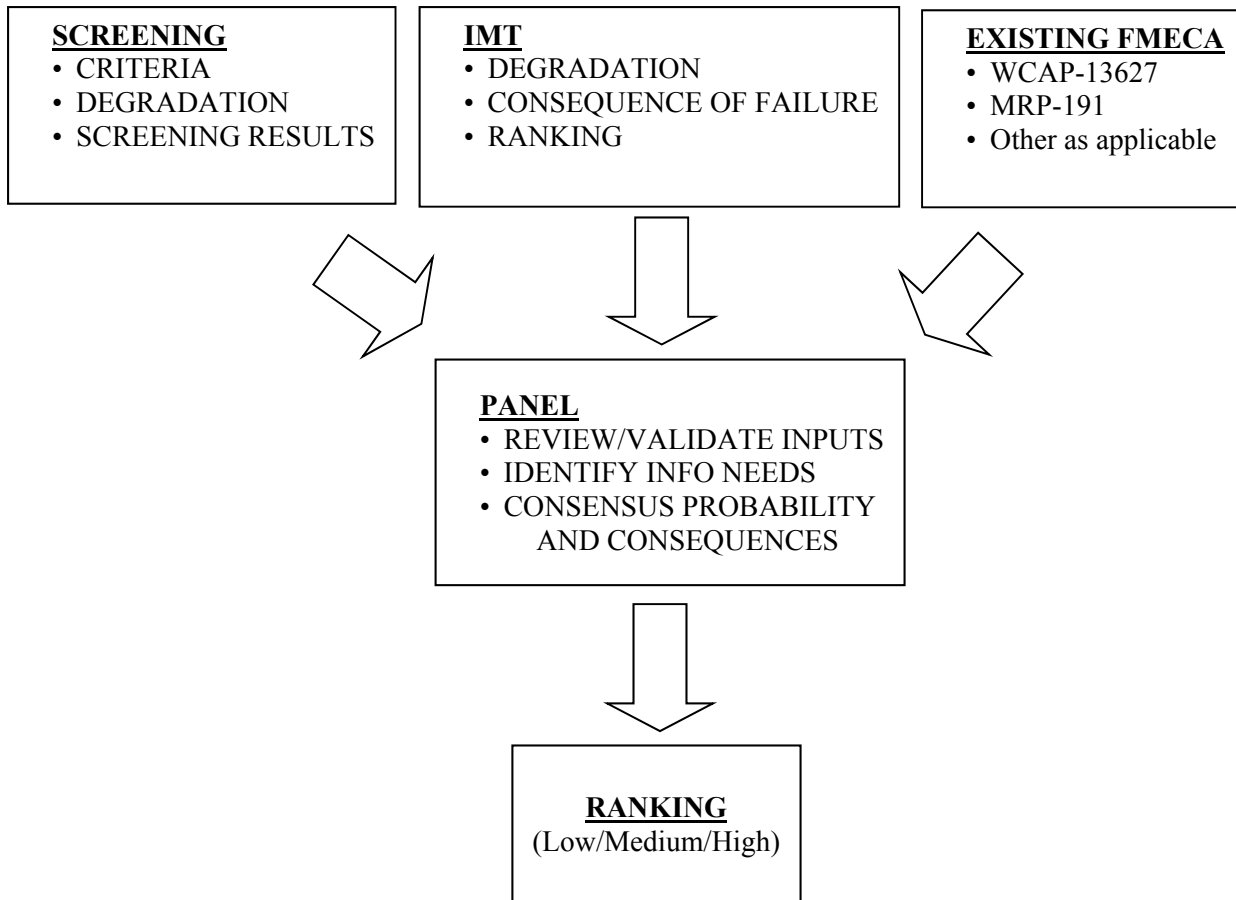 SCREENING
• CRITERIA
• DEGRADATION
• SCREENING RESULTS
IMT
• DEGRADATION
• CONSEQUENCE OF FAILURE
• RANKING
EXISTING FMECA
• WCAP-13627
• MRP-191
• Other as applicable
PANEL
• REVIEW/VALIDATE INPUTS
• IDENTIFY INFO NEEDS
• CONSENSUS PROBABILITY
AND CONSEQUENCES
RANKING
(Low/Medium/High)